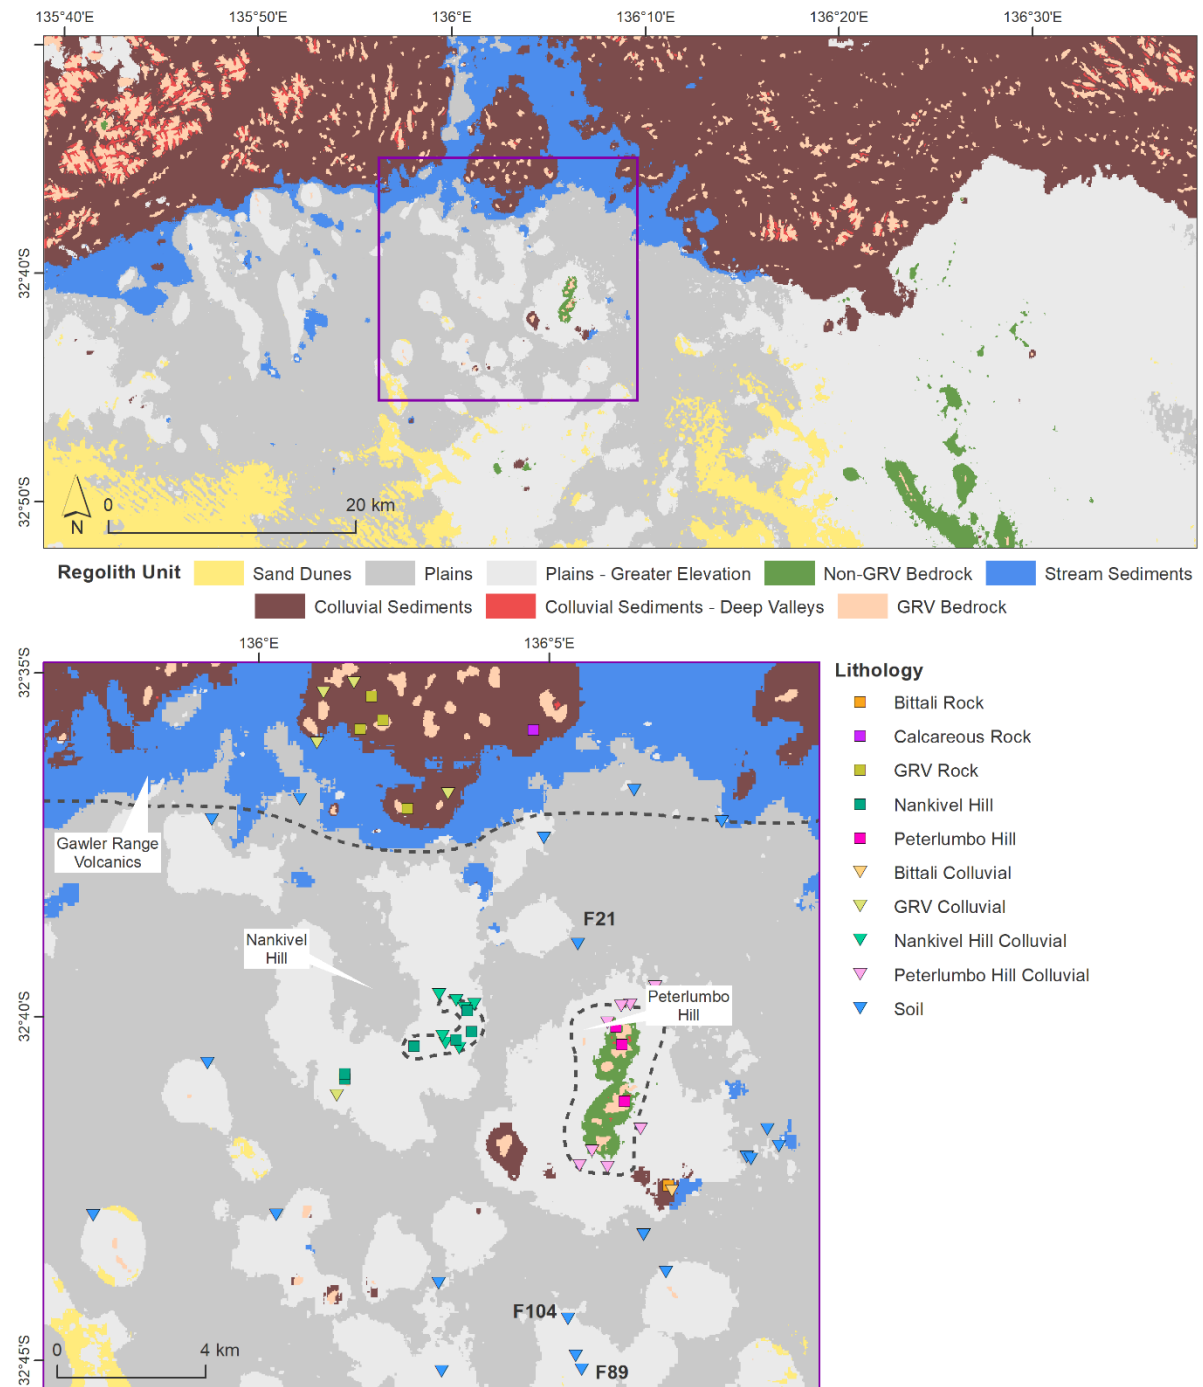 135°40'E 135°50'E 136°E 136°10'E 136°20'E 136°30'E
32°40'S
32°50'S
N
0 20 km
Regolith Unit Sand Dunes Plains Plains - Greater Elevation Non-GRV Bedrock Stream Sediments
Colluvial Sediments Colluvial Sediments - Deep Valleys GRV Bedrock
136°E 136°5'E
32°35'S
32°40'S
32°45'S
Gawler Range
Volcanics
Nankivel
Hill
F21
Peterlumbo
Hill
F104
F89
0 4 km
Lithology
Bittali Rock
Calcareous Rock
GRV Rock
Nankivel Hill
Peterlumbo Hill
Bittali Colluvial
GRV Colluvial
Nankivel Hill Colluvial
Peterlumbo Hill Colluvial
Soil